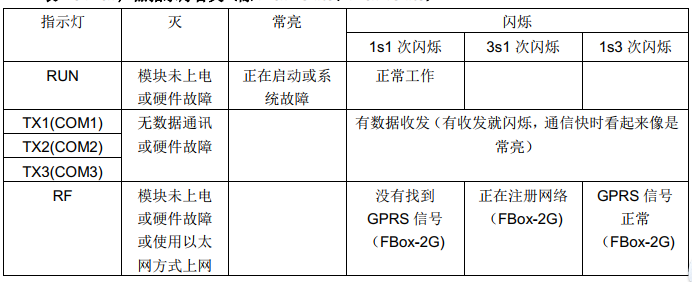 指示灯 灭 常亮 闪烁
1s1 次闪烁 3s1 次闪烁 1s3 次闪烁
RUN 模块未上电 正在启动或系 正常工作
或硬件故障 统故障
TX1(COM1) 无数据通讯 有数据收发（有收发就闪烁，通信快时看起来像是
TX2(COM2) 或硬件故障 常亮）
TX3(COM3)
RF 模块未上电 没有找到 正在注册网络 GPRS 信号
或硬件故障 GPRS 信号 （FBox-2G) 正常
或使用以太 （FBox-2G) （FBox-2G)
网方式上网